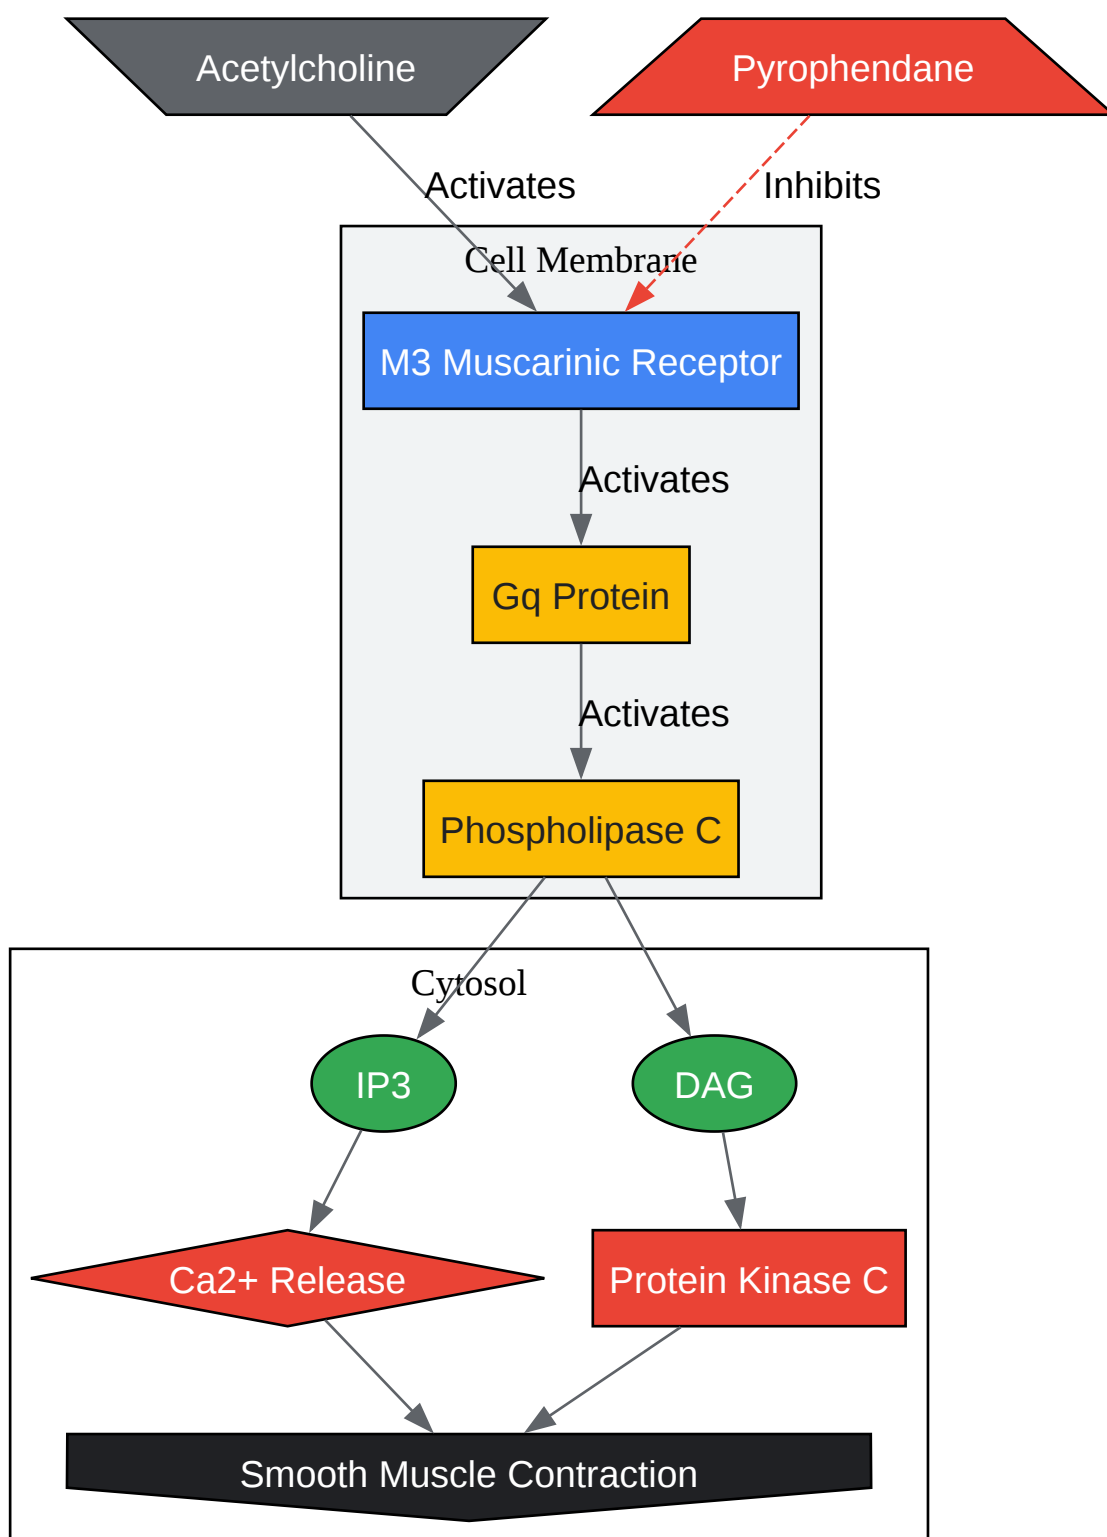 Acetylcholine
Pyrophendane
Activates
Inhibits
Cell Membrane
M3 Muscarinic Receptor
Activates
Gq Protein
Activates
Phospholipase C
Cytosol
IP3
DAG
Ca2+ Release
Protein Kinase C
Smooth Muscle Contraction